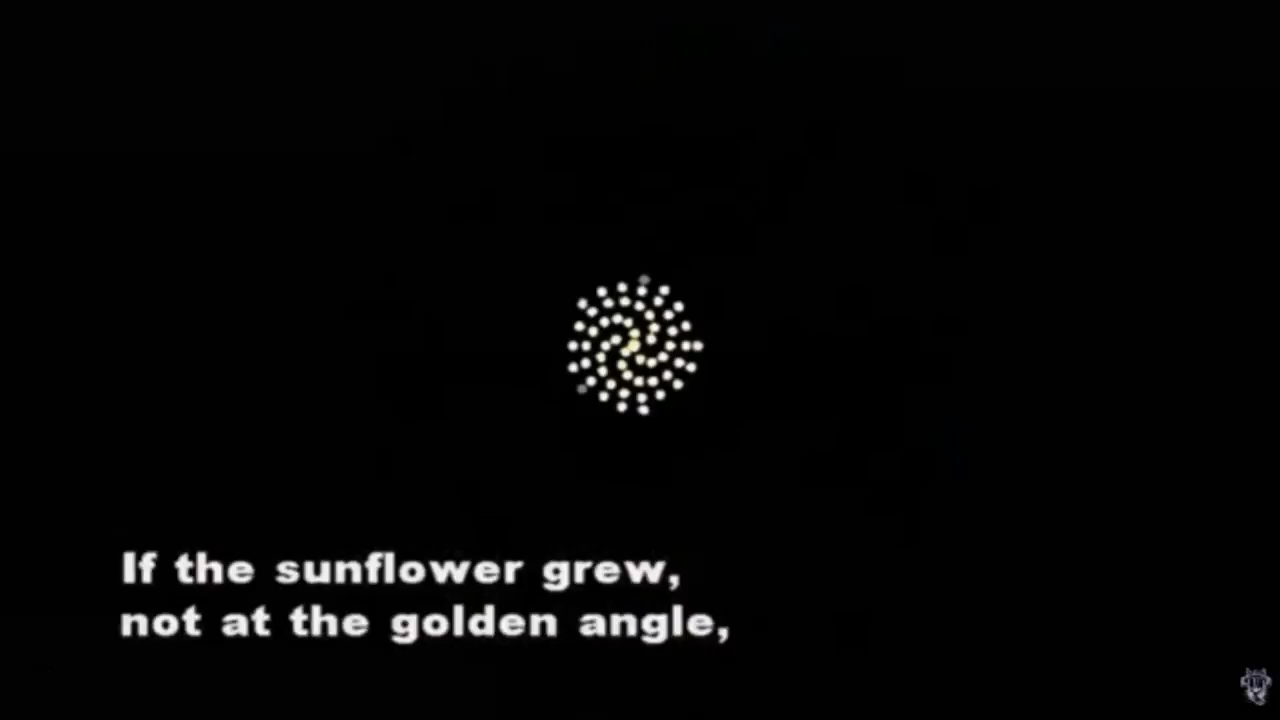 If the sunflower grew,
not at the golden angle,